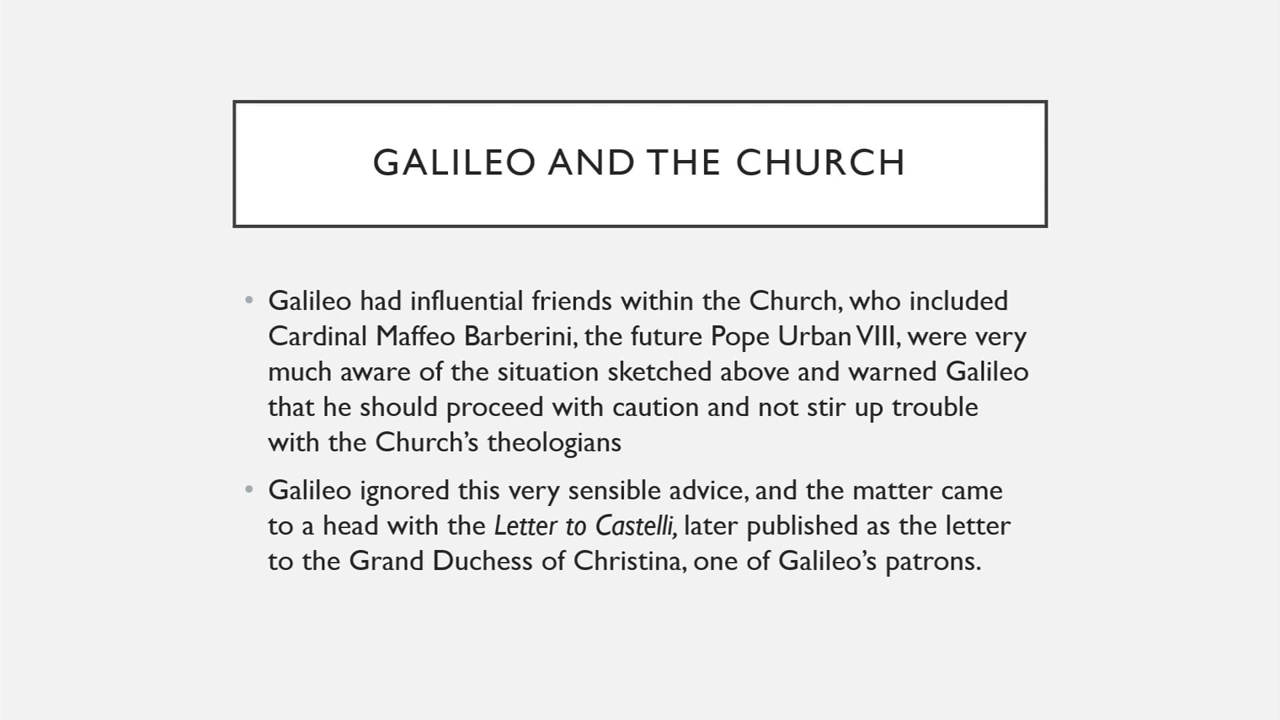 GALILEO AND THE CHURCH
• Galileo had influential friends within the Church, who included
Cardinal Maffeo Barberini, the future Pope Urban VIII, were very
much aware of the situation sketched above and warned Galileo
that he should proceed with caution and not stir up trouble
with the Church’s theologians
• Galileo ignored this very sensible advice, and the matter came
to a head with the Letter to Castelli, later published as the letter
to the Grand Duchess of Christina, one of Galileo’s patrons.